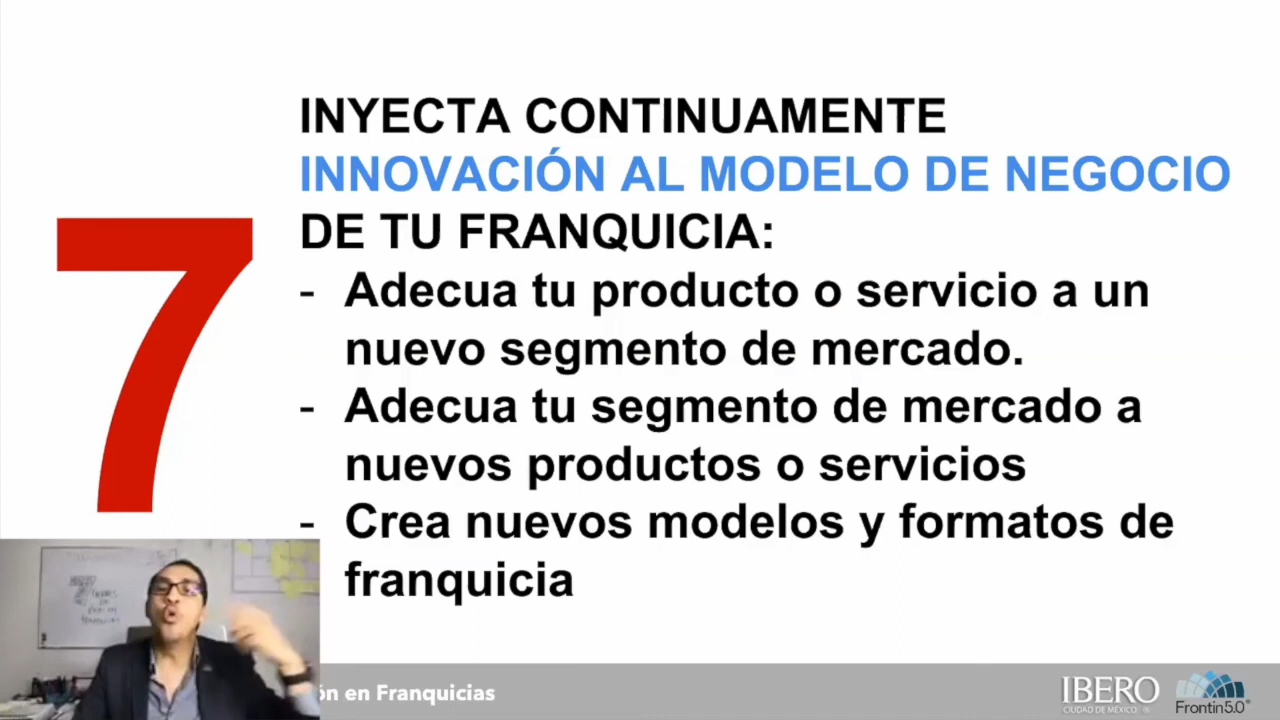 INYECTA CONTINUAMENTE
INNOVACIÓN AL MODELO DE NEGOCIO
DE TU FRANQUICIA:
- Adecua tu producto o servicio a un
nuevo segmento de mercado.
- Adecua tu segmento de mercado a
nuevos productos o servicios
- Crea nuevos modelos y formatos de
franquicia
7
ón en Franquicias
IBERO
CIUDAD DE MÉXICO ®
Frontin5.0®